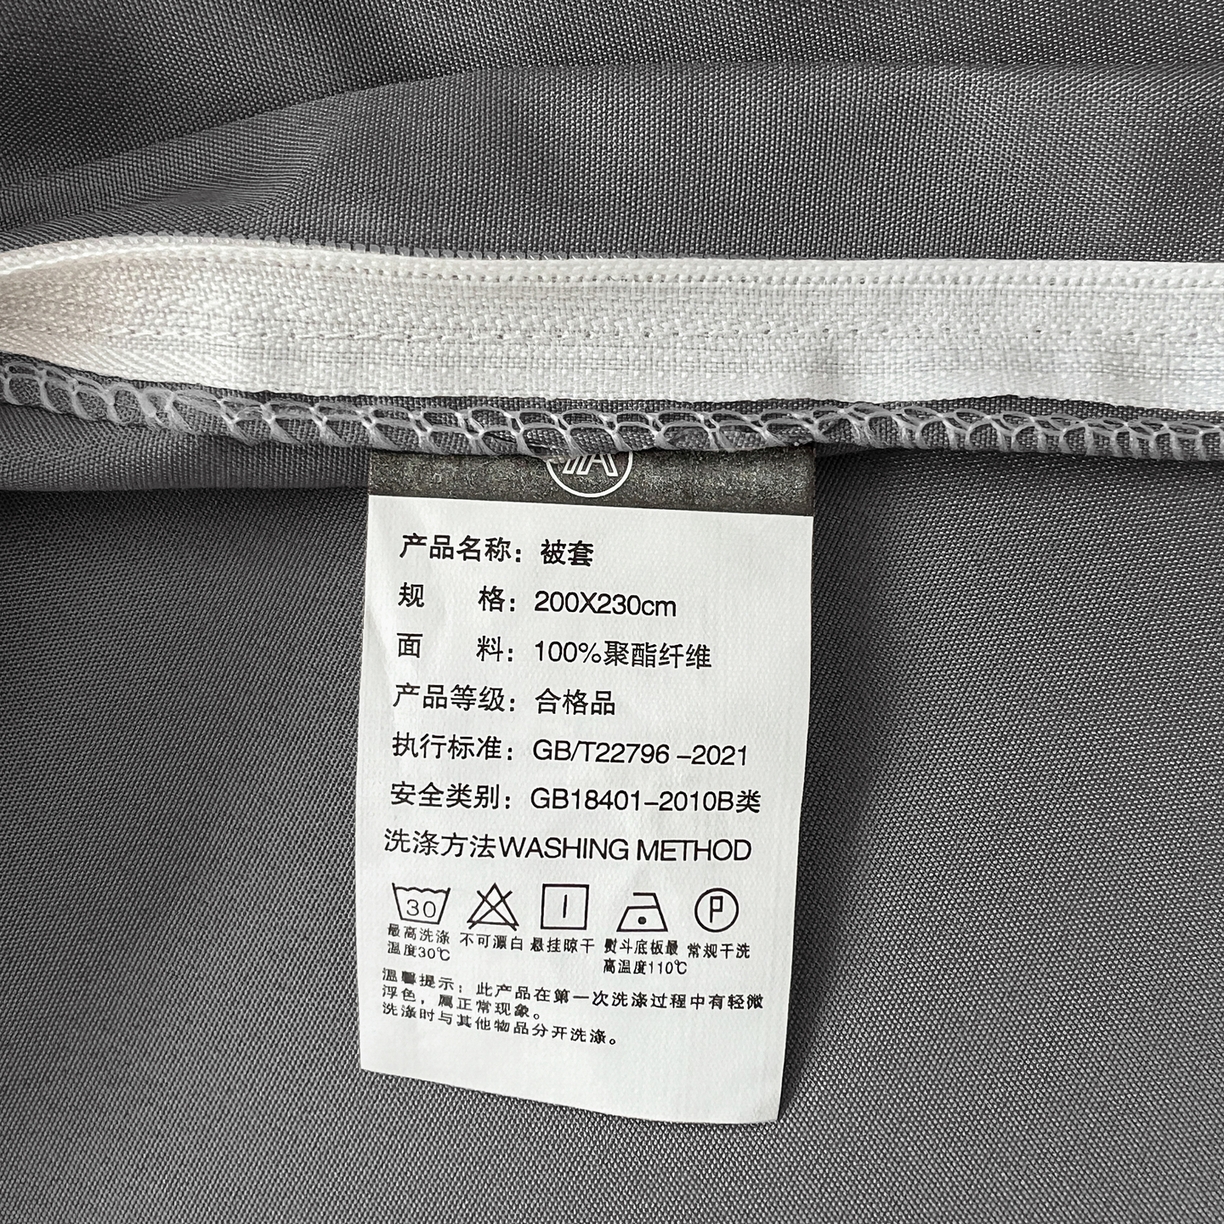 产品名称：被套
规 格：200X230cm
面 料：100%聚酯纤维
产品等级：合格品
执行标准：GB/T22796-2021
安全类别：GB18401-2010B类
洗涤方法WASHING METHOD
30 P
最高洗涤 不可漂白 悬挂晾干 熨斗底板最 常规干洗
温度30℃ 高温度110℃
温馨提示：此产品在第一次洗涤过程中有轻微
浮色，属正常现象。
洗涤时与其他物品分开洗涤。